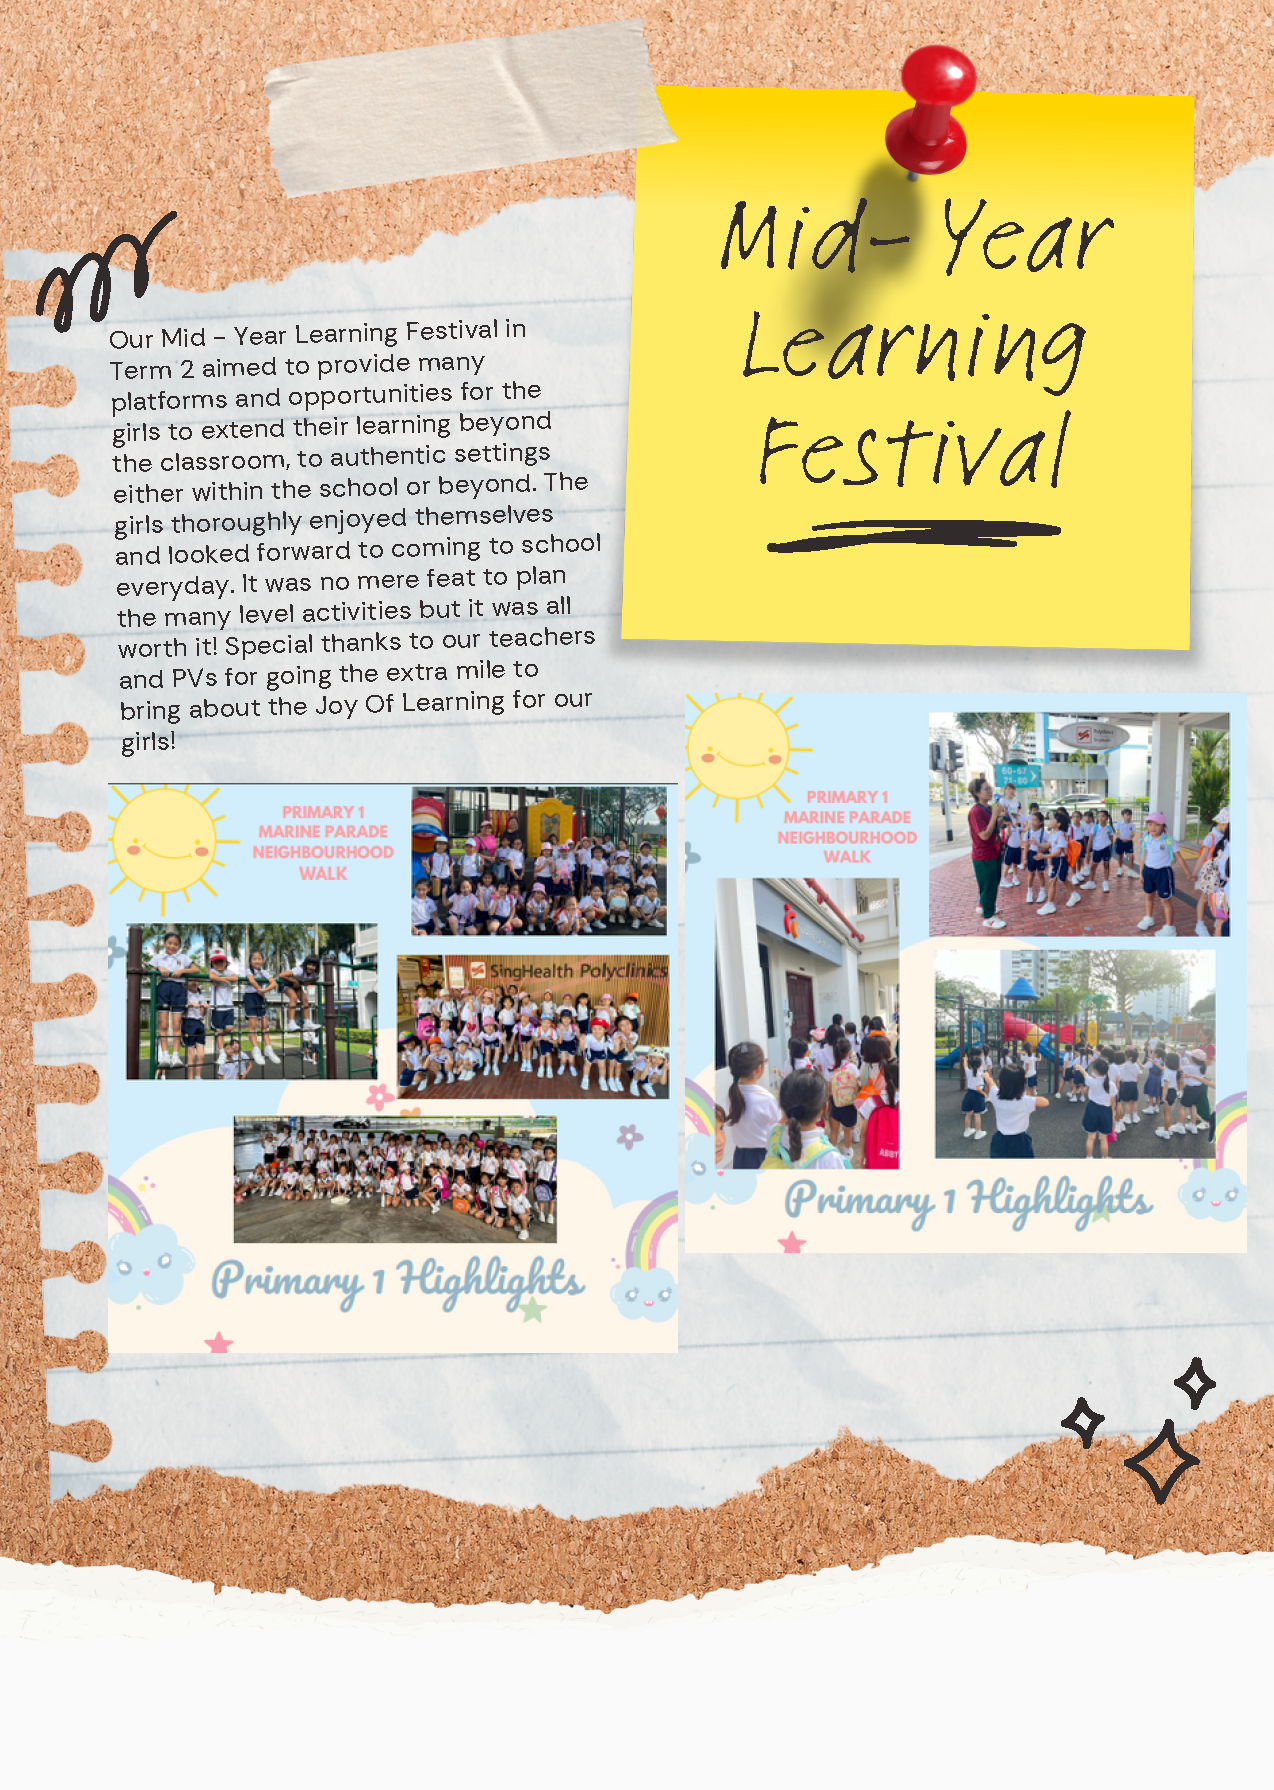 Mid- Year
Learning
Festival
Our Mid – Year Learning Festival in
Term 2 aimed to provide many
platforms and opportunities for the
girls to extend their learning beyond
the classroom, to authentic settings
either within the school or beyond. The
girls thoroughly enjoyed themselves
and looked forward to coming to school
everyday. It was no mere feat to plan
the many level activities but it was all
worth it! Special thanks to our teachers
and PVs for going the extra mile to
bring about the Joy Of Learning for our
girls!
PRIMARY 1
MARINE PARADE
NEIGHBOURHOOD
WALK
SingHealth Polyclinics
Primary 1 Highlights
PRIMARY 1
MARINE PARADE
NEIGHBOURHOOD
WALK
60-67
71-80
ABBY
Primary 1 Highlights